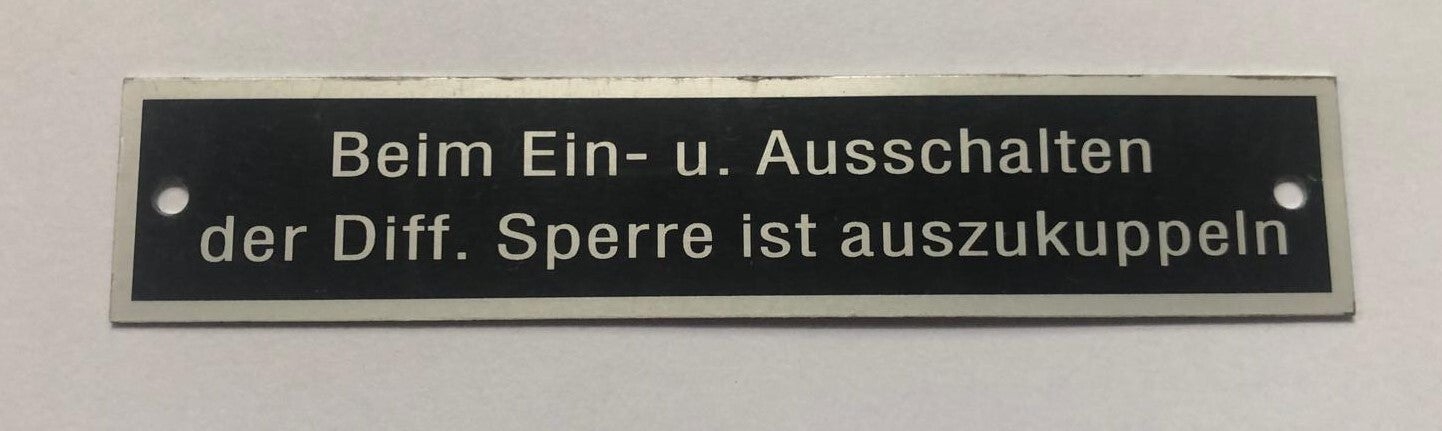 Beim Ein- u. Ausschalten
der Diff. Sperre ist auszukuppeln